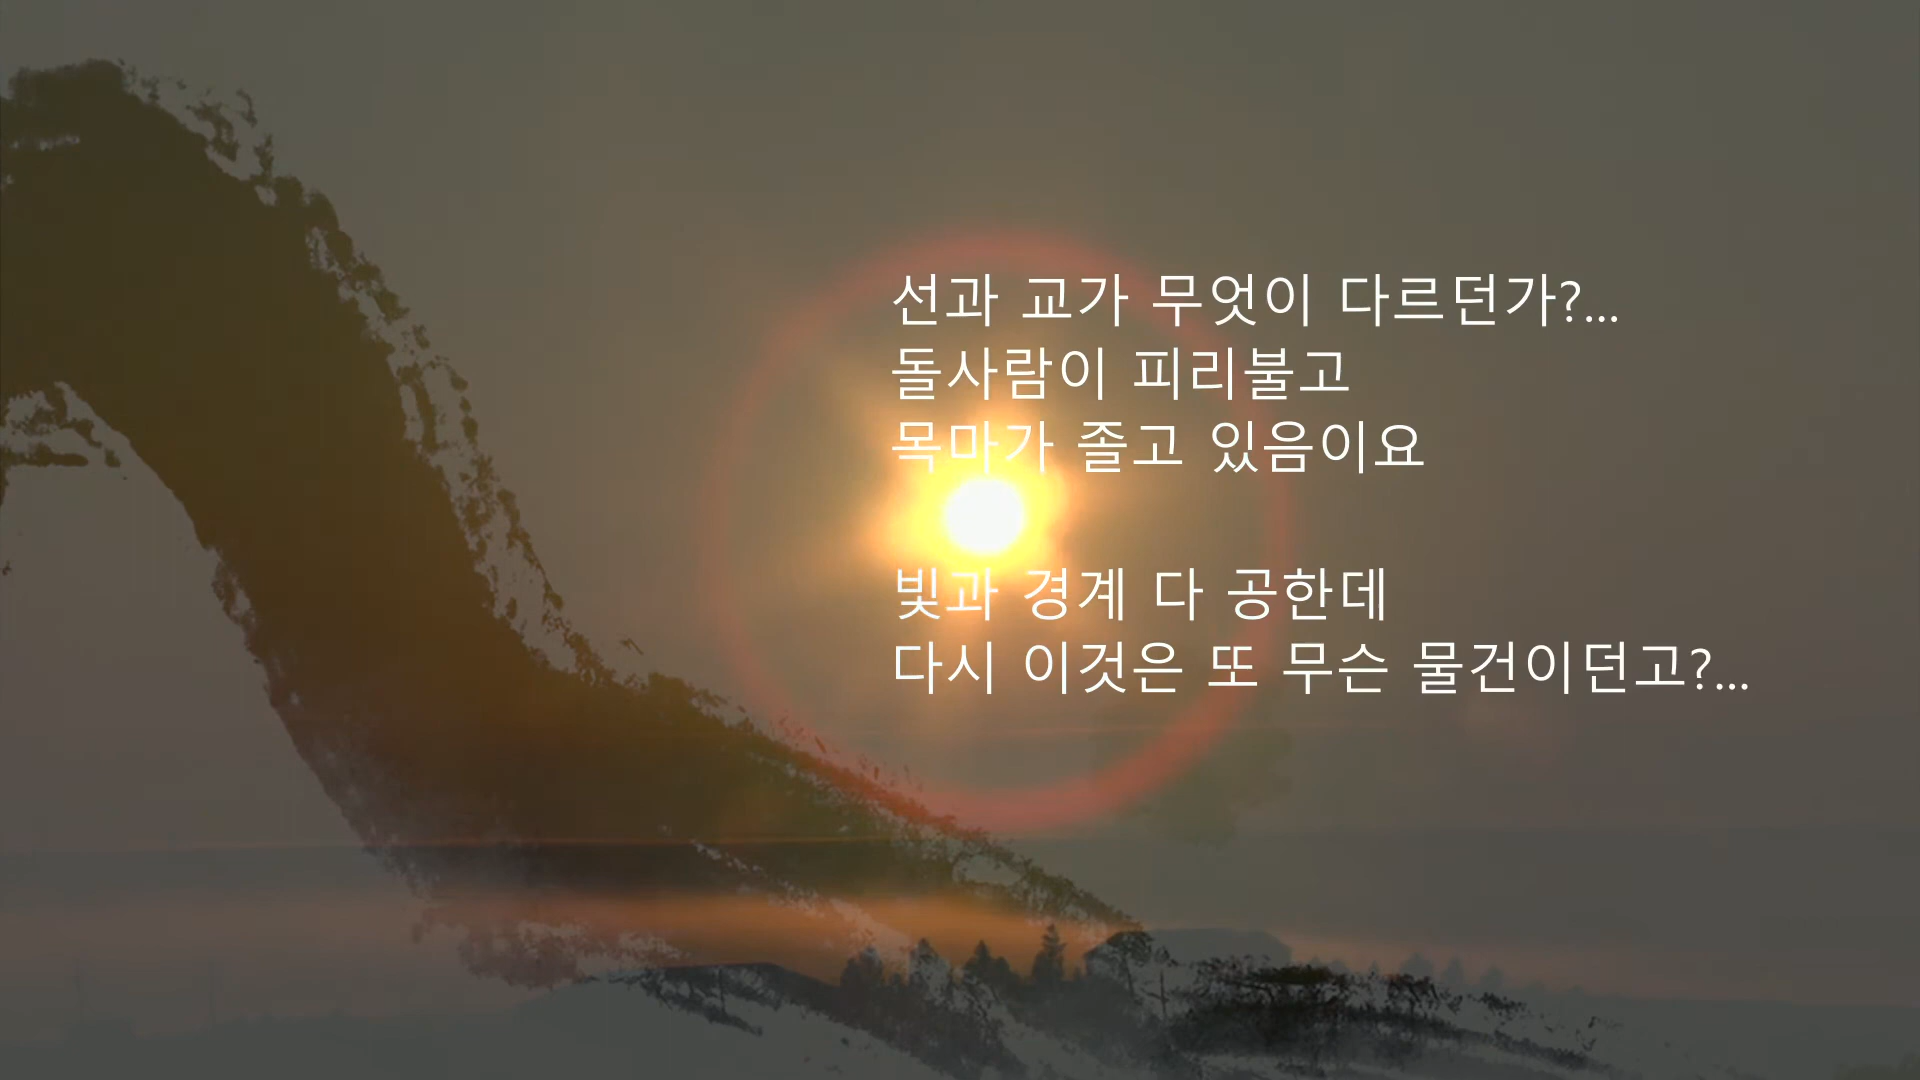 선과 교가 무엇이 다르던가?...
돌사람이 피리불고
목마가 졸고 있음이요
빛과 경계 다 공한데
다시 이것은 또 무슨 물건이던고?...